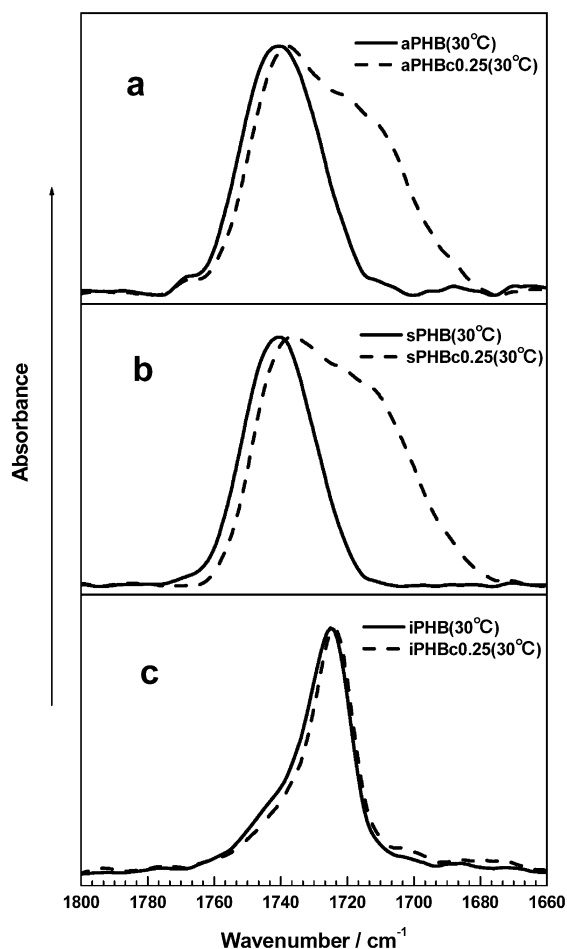 a
aPHB(30°C)
aPHBc0.25(30°C)
b
sPHB(30°C)
sPHBc0.25(30°C)
c
iPHB(30°C)
iPHBc0.25(30°C)
Absorbance
1800 1780 1760 1740 1720 1700 1680 1660
Wavenumber / cm⁻¹